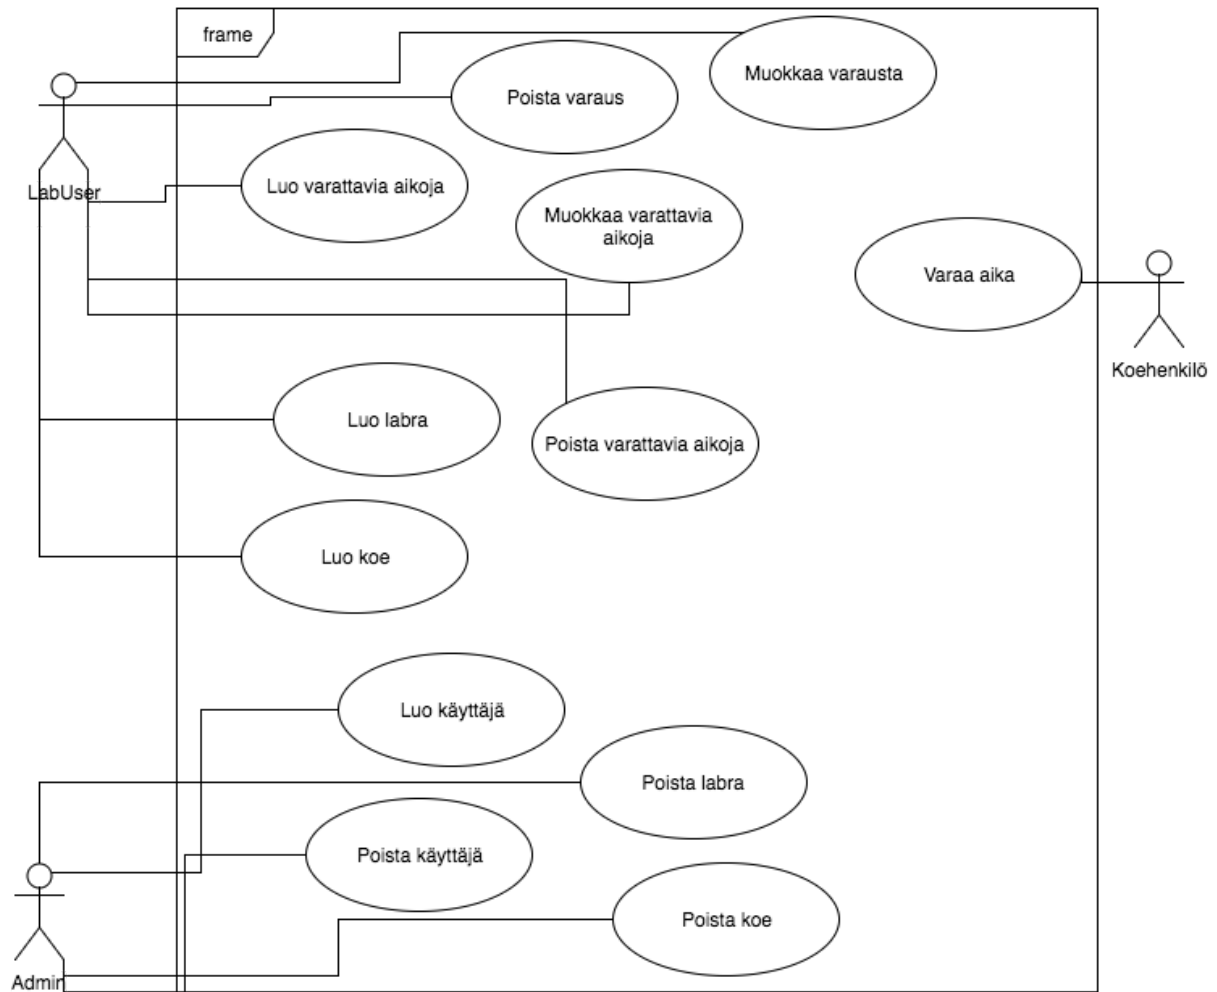 frame
Muokkaa varausta
Poista varaus
LabUser
Luo varattavia aikoja
Muokkaa varattavia
aikoja
Varaa aika
Koehenkilö
Luo labra
Poista varattavia aikoja
Luo koe
Luo käyttäjä
Poista labra
Poista käyttäjä
Poista koe
Admin